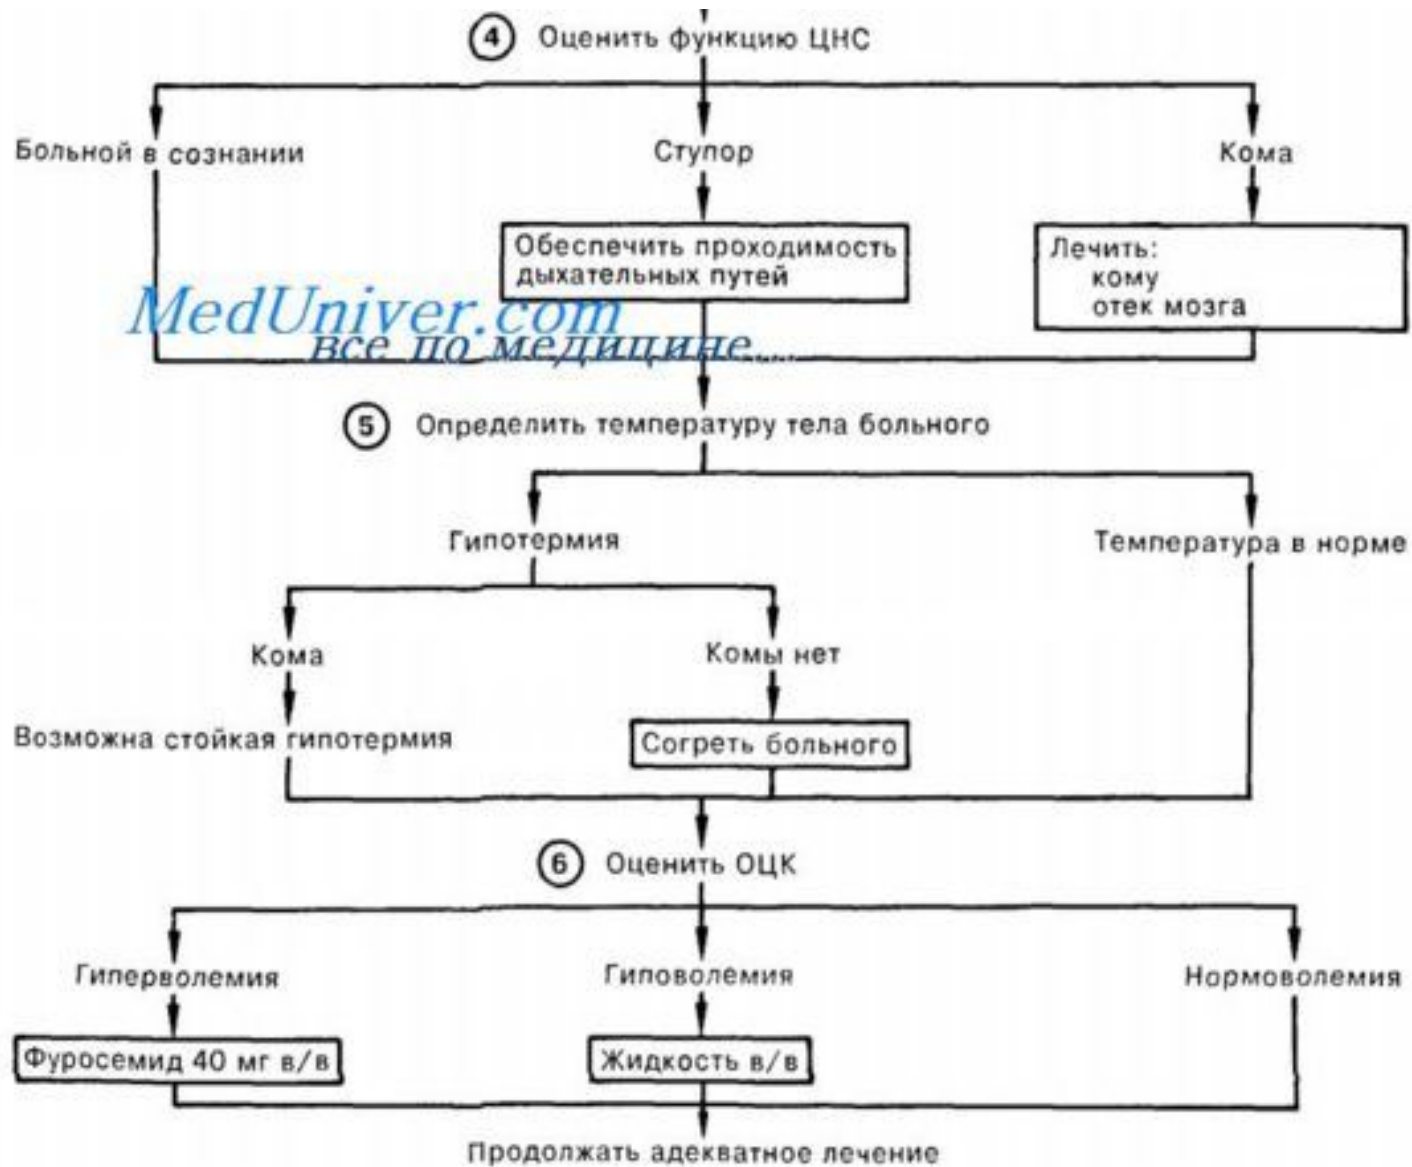 4 Оценить функцию ЦНС
Больной в сознании
Ступор
Кома
Обеспечить проходимость
дыхательных путей
Лечить:
кому
отек мозга
MedUniver.com
все по медицине...
5 Определить температуру тела больного
Гипотермия
Температура в норме
Кома
Комы нет
Возможна стойкая гипотермия
Согреть больного
6 Оценить ОЦК
Гиперволемия
Гиповолемия
Нормоволемия
Фуросемид 40 мг в/в
Жидкость в/в
Продолжать адекватное лечение